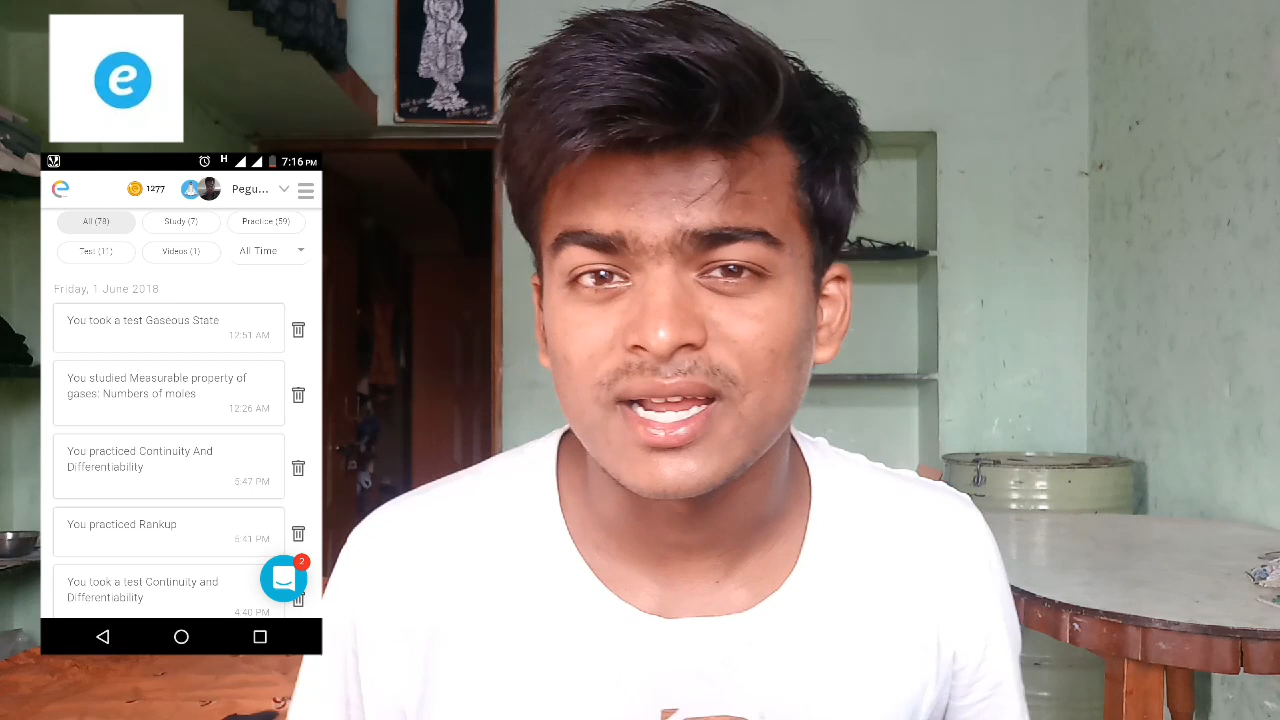 e
H
7:16 PM
e
1277
Pegu...
All (78)
Study (7)
Practice (59)
Test (11)
Videos (1)
All Time
Friday, 1 June 2018
You took a test Gaseous State
12:51 AM
You studied Measurable property of
gases: Numbers of moles
12:26 AM
You practiced Continuity And
Differentiability
5:47 PM
You practiced Rankup
5:41 PM
2
You took a test Continuity and
Differentiability
4:40 PM